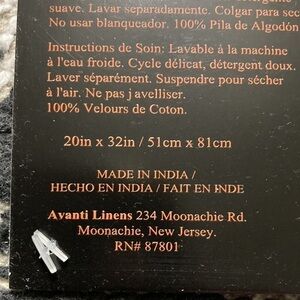 suave. Lavar separadamente. Colgar para sec
No usar blanqueador. 100% Pila de Algodón
Instructions de Soin: Lavable à la machine
à l'eau froide. Cycle délicat, détergent doux.
Laver séparément. Suspendre pour sécher
à l'air. Ne pas j avelliser.
100% Velours de Coton.
20in x 32in / 51cm x 81cm
MADE IN INDIA /
HECHO EN INDIA / FAIT EN INDE
Avanti Linens 234 Moonachie Rd.
Moonachie, New Jersey.
RN# 87801